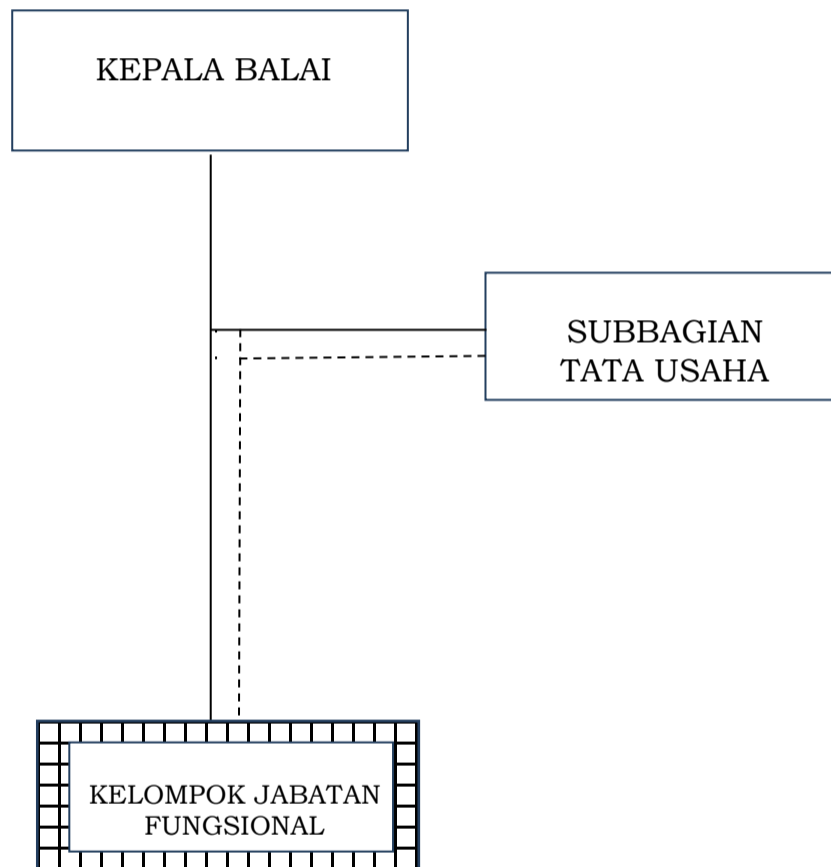 KEPALA BALAI
SUBBAGIAN
TATA USAHA
KELOMPOK JABATAN
FUNGSIONAL